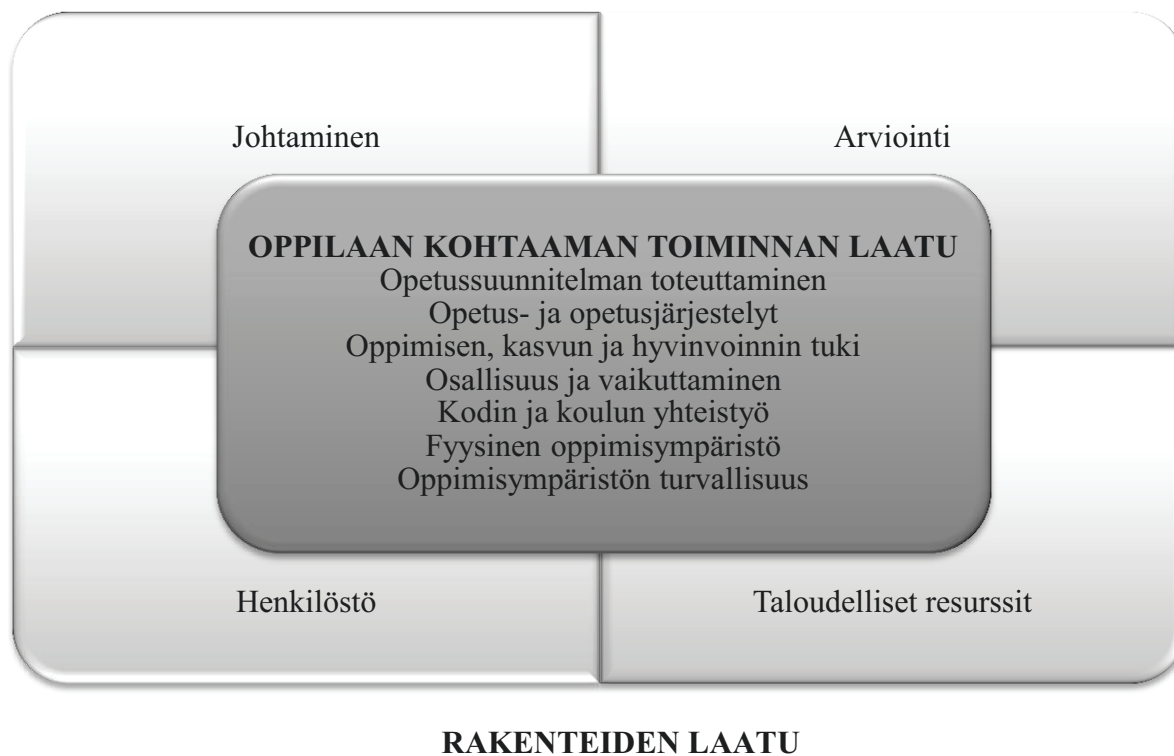 Johtaminen
Arviointi
OPPILAAN KOHTAAMAN TOIMINNAN LAATU
Opetussuunnitelman toteuttaminen
Opetus- ja opetusjärjestelyt
Oppimisen, kasvun ja hyvinvoinnin tuki
Osallisuus ja vaikuttaminen
Kodin ja koulun yhteistyö
Fyysinen oppimisympäristö
Oppimisympäristön turvallisuus
Henkilöstö
Taloudelliset resurssit
RAKENTEIDEN LAATU